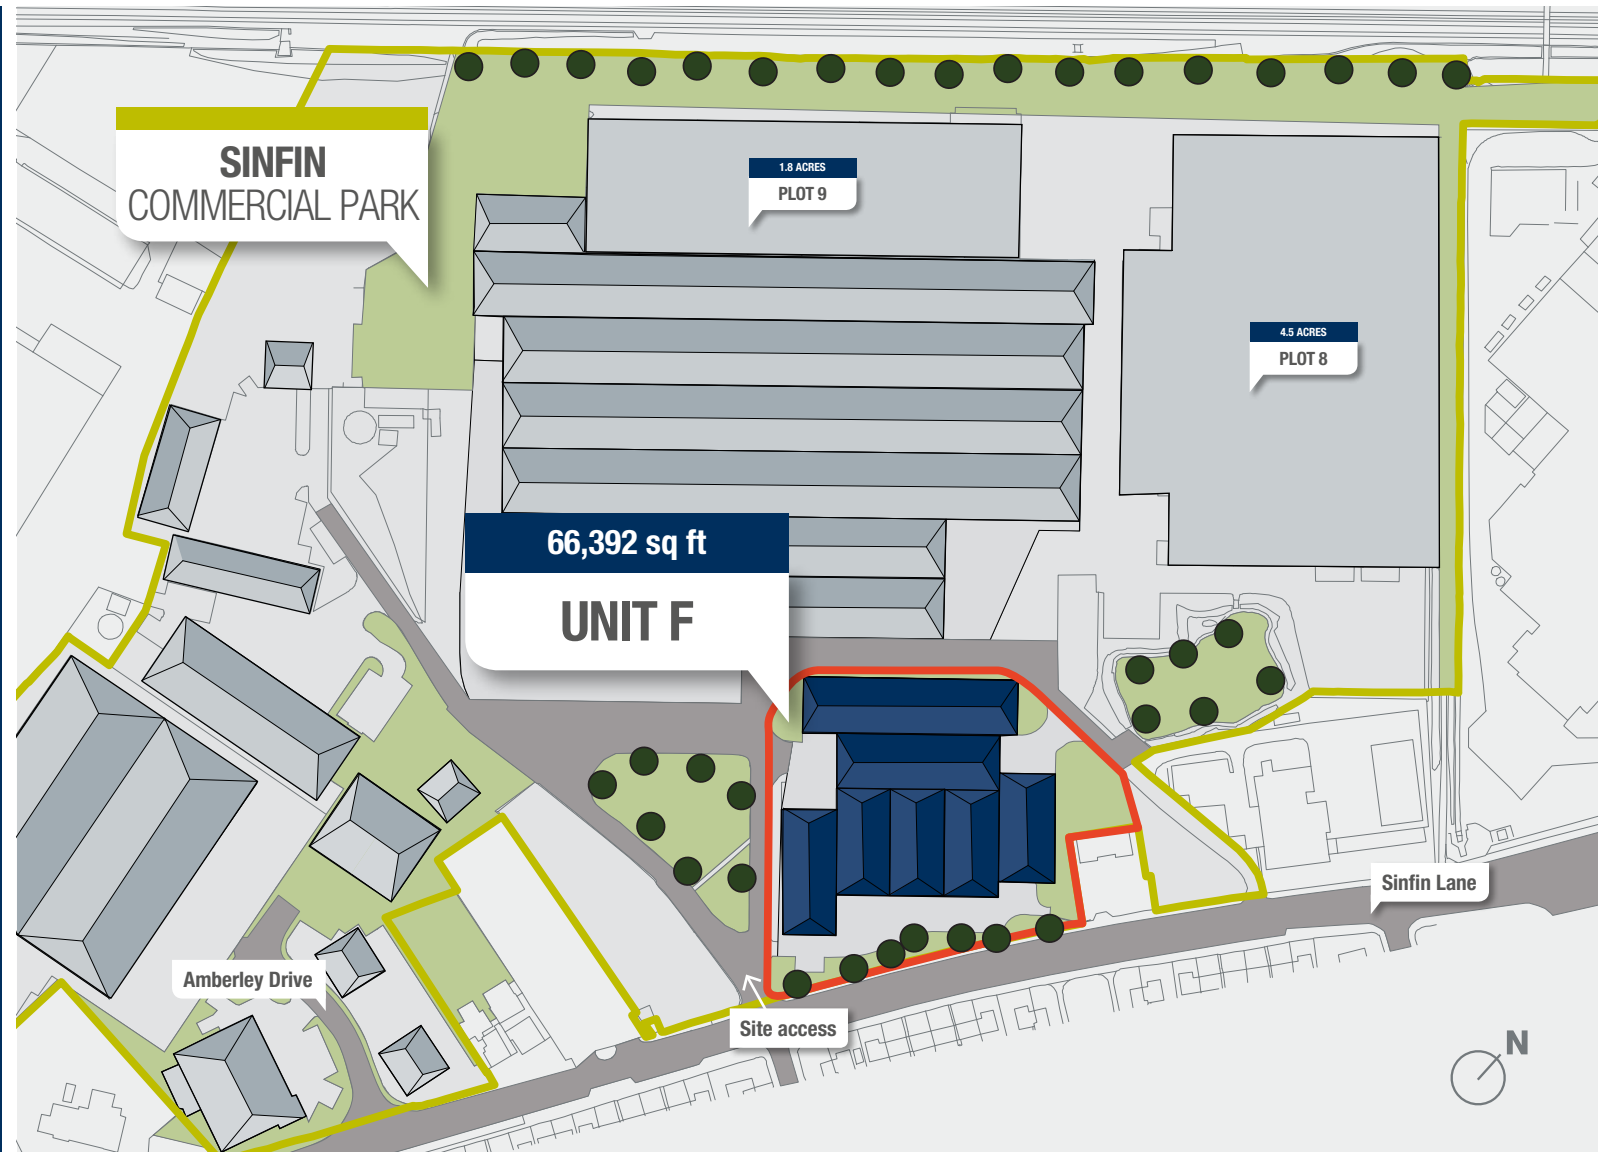 SINFIN
COMMERCIAL PARK
1.8 ACRES
PLOT 9
4.5 ACRES
PLOT 8
66,392 sq ft
UNIT F
Sinfin Lane
Amberley Drive
Site access
N